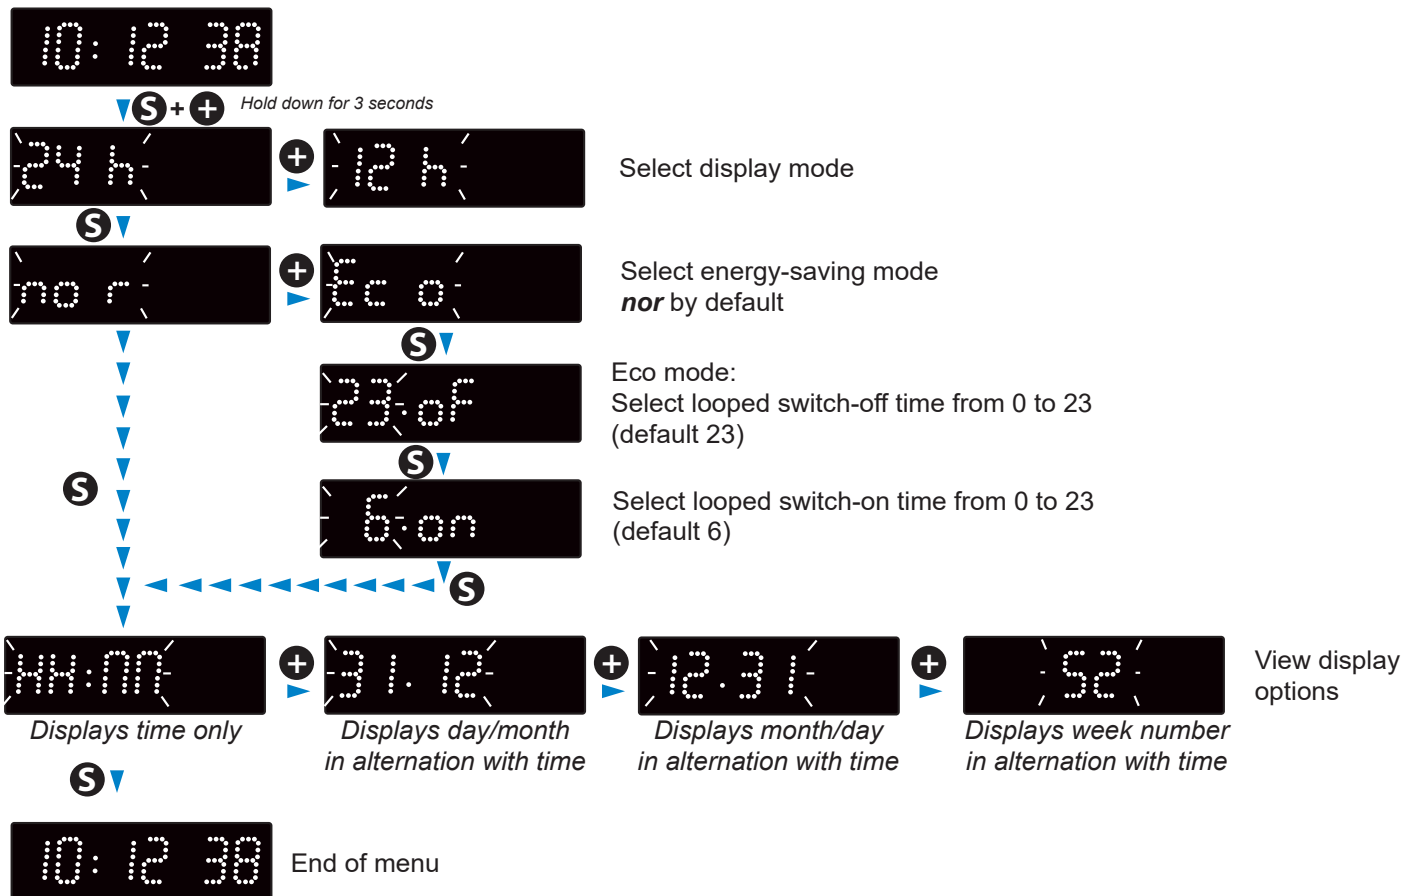 10: 12 38
S + + Hold down for 3 seconds
24 h + 12 h Select display mode
S
no r + Ec o Select energy-saving mode
nor by default
S
23:oF Eco mode:
Select looped switch-off time from 0 to 23
(default 23)
S
6:on Select looped switch-on time from 0 to 23
(default 6)
S
S
HH:MM + 31.12 + 12.31 + 52 View display
options
Displays time only
Displays day/month
in alternation with time
Displays month/day
in alternation with time
Displays week number
in alternation with time
S
10: 12 38 End of menu